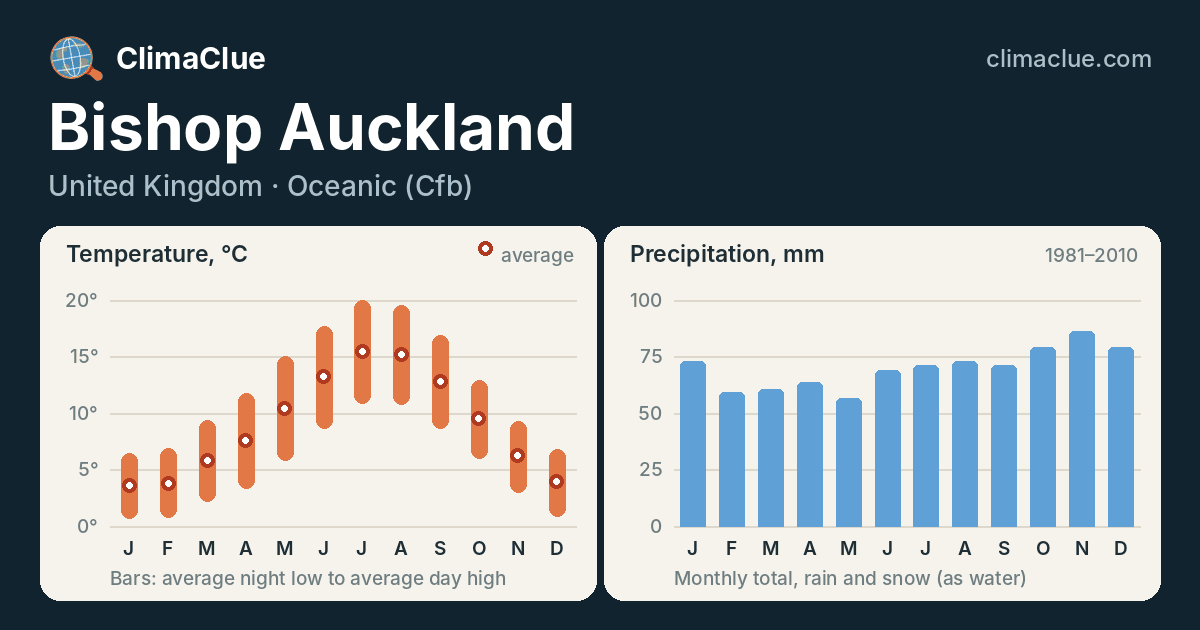 ClimaClue
climaclue.com
Bishop Auckland
United Kingdom · Oceanic (Cfb)
Temperature, °C
average
20°
15°
10°
5°
0°
J F M A M J J A S O N D
Bars: average night low to average day high
Precipitation, mm
1981–2010
100
75
50
25
0
J F M A M J J A S O N D
Monthly total, rain and snow (as water)